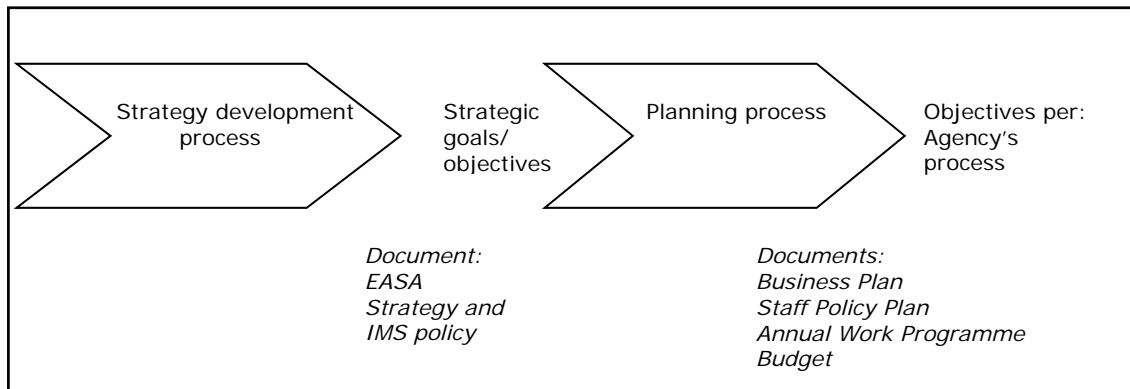 Strategy development
process
Strategic
goals/
objectives
Planning process
Objectives per:
Agency's
process
Document:
EASA
Strategy and
IMS policy
Documents:
Business Plan
Staff Policy Plan
Annual Work Programme
Budget